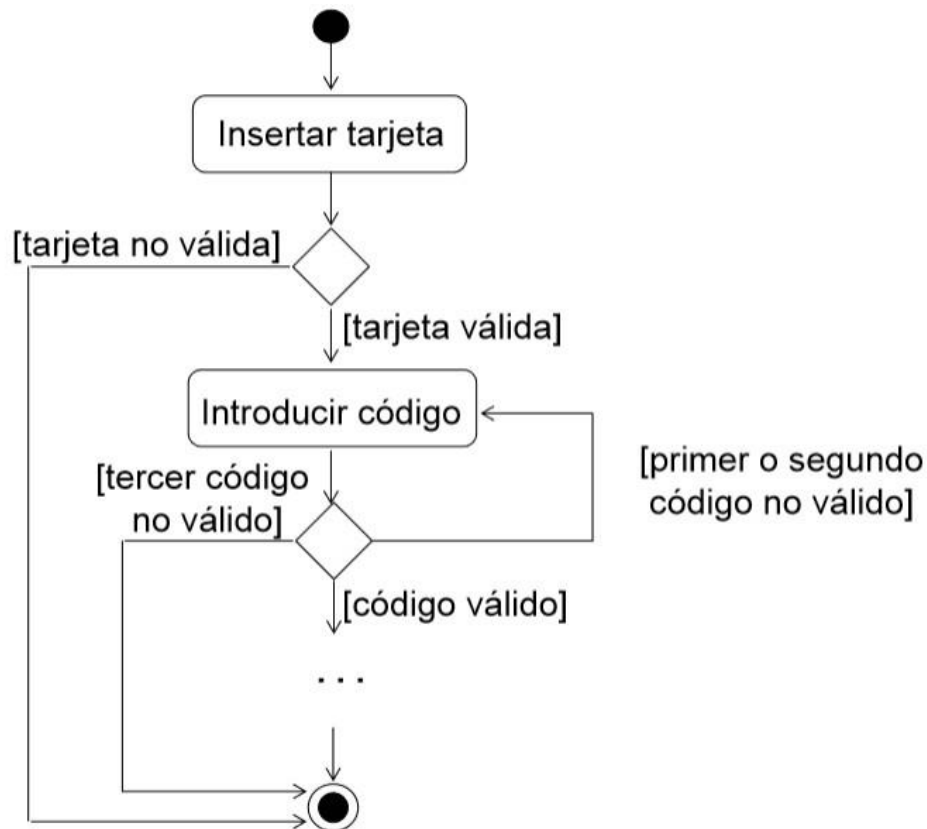 Insertar tarjeta
[tarjeta no válida]
[tarjeta válida]
Introducir código
[tercer código
no válido]
[primer o segundo
código no válido]
[código válido]
...